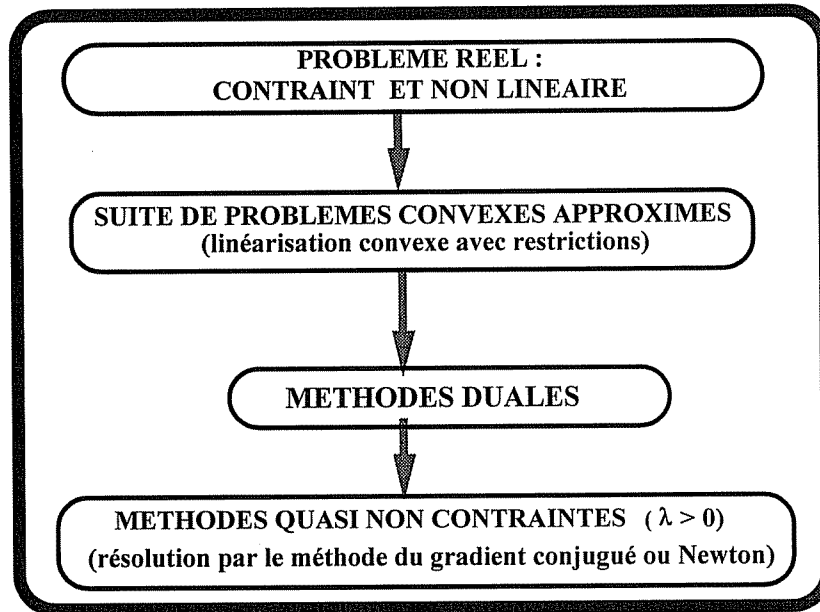 PROBLEME REEL :
CONTRAINT ET NON LINEAIRE
SUITE DE PROBLEMES CONVEXES APPROXIMES
(linéarisation convexe avec restrictions)
METHODES DUALES
METHODES QUASI NON CONTRAINTES ( λ > 0)
(résolution par le méthode du gradient conjugué ou Newton)